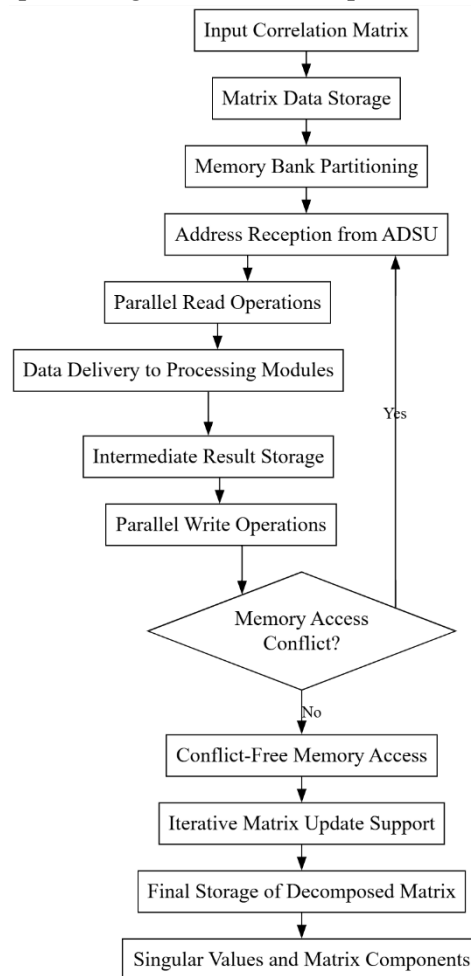 Input Correlation Matrix
Matrix Data Storage
Memory Bank Partitioning
Address Reception from ADSU
Parallel Read Operations
Data Delivery to Processing Modules
Yes
Intermediate Result Storage
Parallel Write Operations
Memory Access
Conflict?
No
Conflict-Free Memory Access
Iterative Matrix Update Support
Final Storage of Decomposed Matrix
Singular Values and Matrix Components